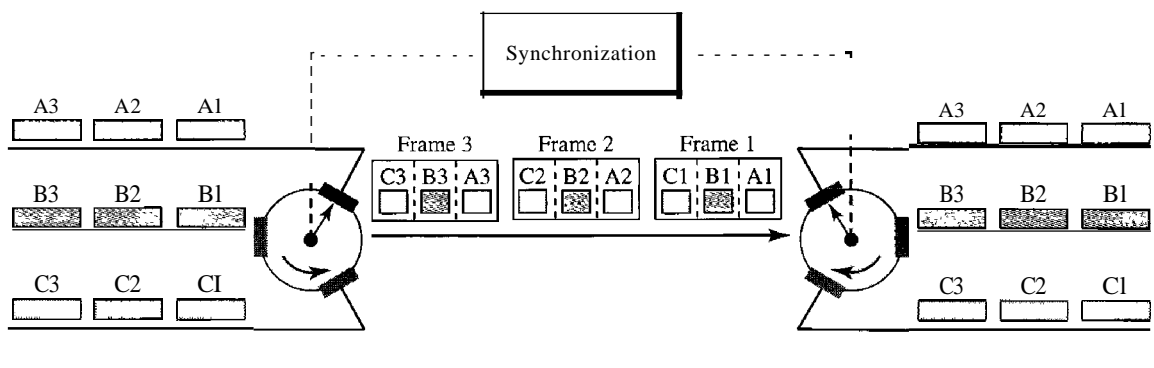 Synchronization
A3 A2 A1
A3 A2 A1
Frame 3 Frame 2 Frame 1
C3 B3 A3 C2 B2 A2 C1 B1 A1
B3 B2 B1
B3 B2 B1
C3 C2 CI
C3 C2 C1